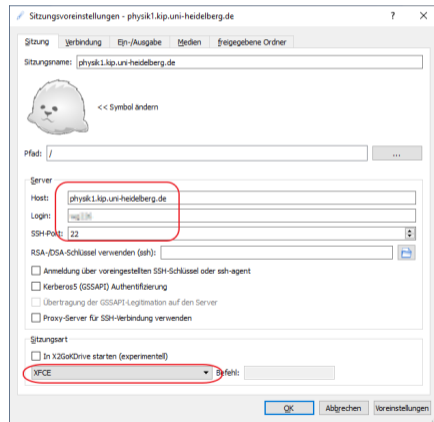 Sitzungsvoreinstellungen - physik1.kip.uni-heidelberg.de ? X
Sitzung Verbindung Ein-/Ausgabe Medien freigegebene Ordner
Sitzungsname: physik1.kip.uni-heidelberg.de
<< Symbol ändern
Pfad: / ...
Server
Host: physik1.kip.uni-heidelberg.de
Login:
SSH-Port: 22
RSA-/DSA-Schlüssel verwenden (ssh):
Anmeldung über voreingestellten SSH-Schlüssel oder ssh-agent
Kerberos5 (GSSAPI) Authentifizierung
Übertragung der GSSAPI-Legitimation auf den Server
Proxy-Server für SSH-Verbindung verwenden
Sitzungsart
In X2GoKDrive starten (experimentell)
XFCE Befehl:
OK Abbrechen Voreinstellungen